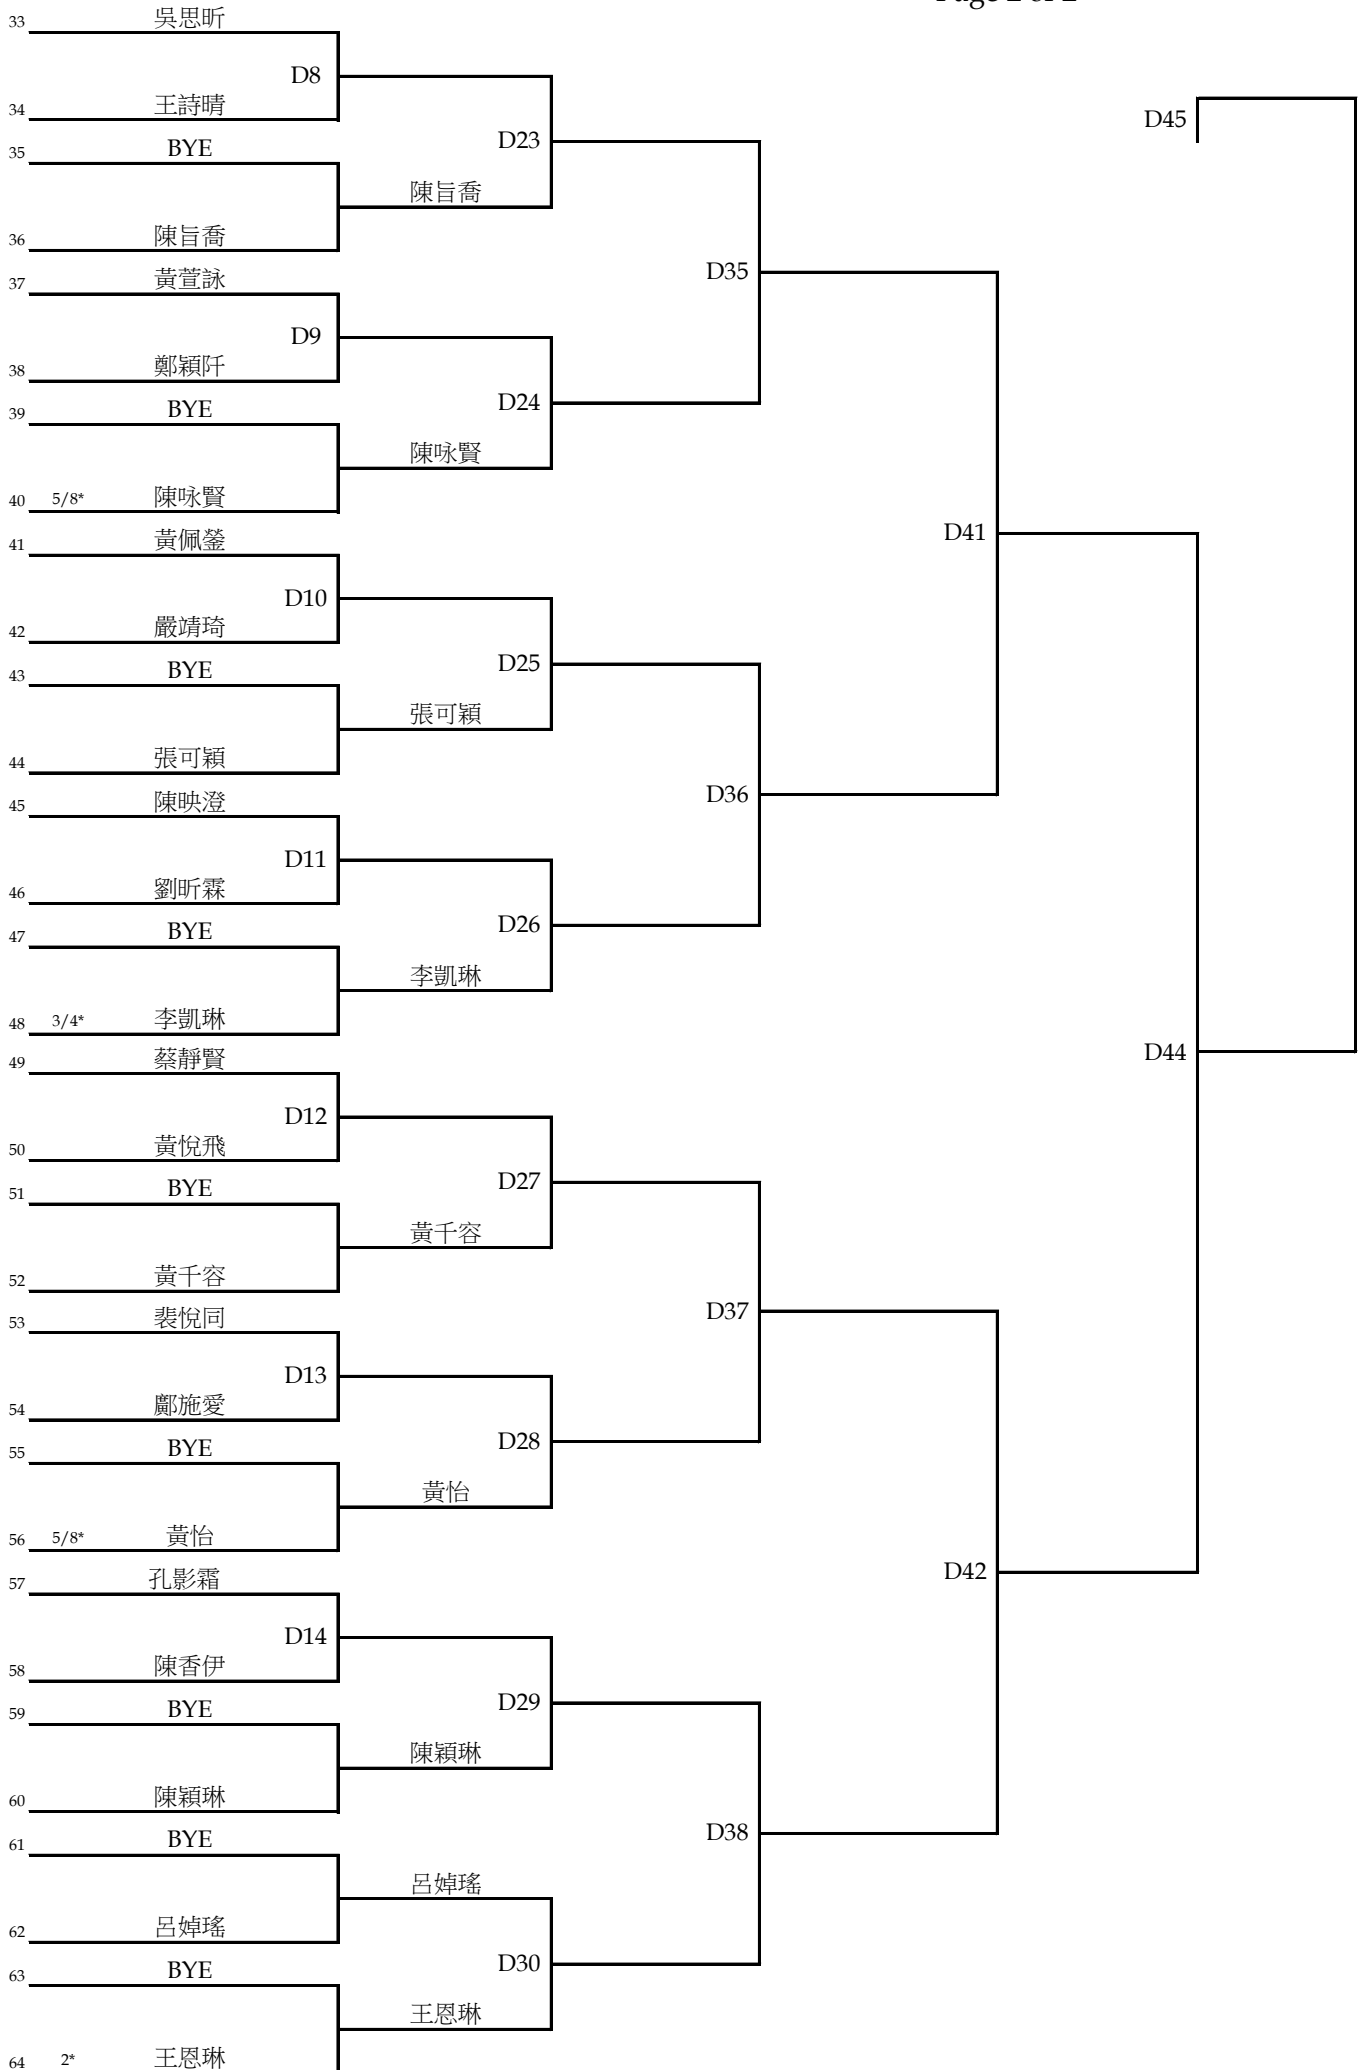 33 吳思昕
D8
34 王詩晴
D45
35 BYE
D23
陳旨喬
36 陳旨喬
37 黃萱詠
D35
D9
38 鄭穎阡
39 BYE
D24
陳咏賢
40 5/8* 陳咏賢
41 黃佩鎣
D41
D10
42 嚴靖琦
43 BYE
D25
張可穎
44 張可穎
45 陳映澄
D36
D11
46 劉昕霖
47 BYE
D26
李凱琳
48 3/4* 李凱琳
49 蔡靜賢
D44
D12
50 黃悅飛
51 BYE
D27
黃千容
52 黃千容
53 裴悅同
D37
D13
54 鄺施愛
55 BYE
D28
黃怡
56 5/8* 黃怡
57 孔影霜
D42
D14
58 陳香伊
59 BYE
D29
陳穎琳
60 陳穎琳
61 BYE
D38
呂婥瑤
62 呂婥瑤
63 BYE
D30
王恩琳
64 2* 王恩琳